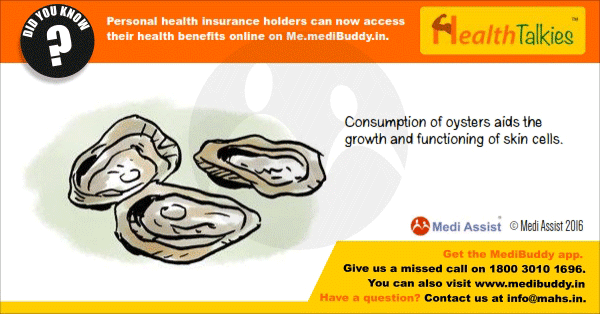 DID YOU KNOW
?
Personal health insurance holders can now access
their health benefits online on Me.mediBuddy.in.
HealthTalkies™
Consumption of oysters aids the
growth and functioning of skin cells.
Medi Assist® © Medi Assist 2016
Get the MediBuddy app.
Give us a missed call on 1800 3010 1696.
You can also visit www.medibuddy.in
Have a question? Contact us at info@mahs.in.